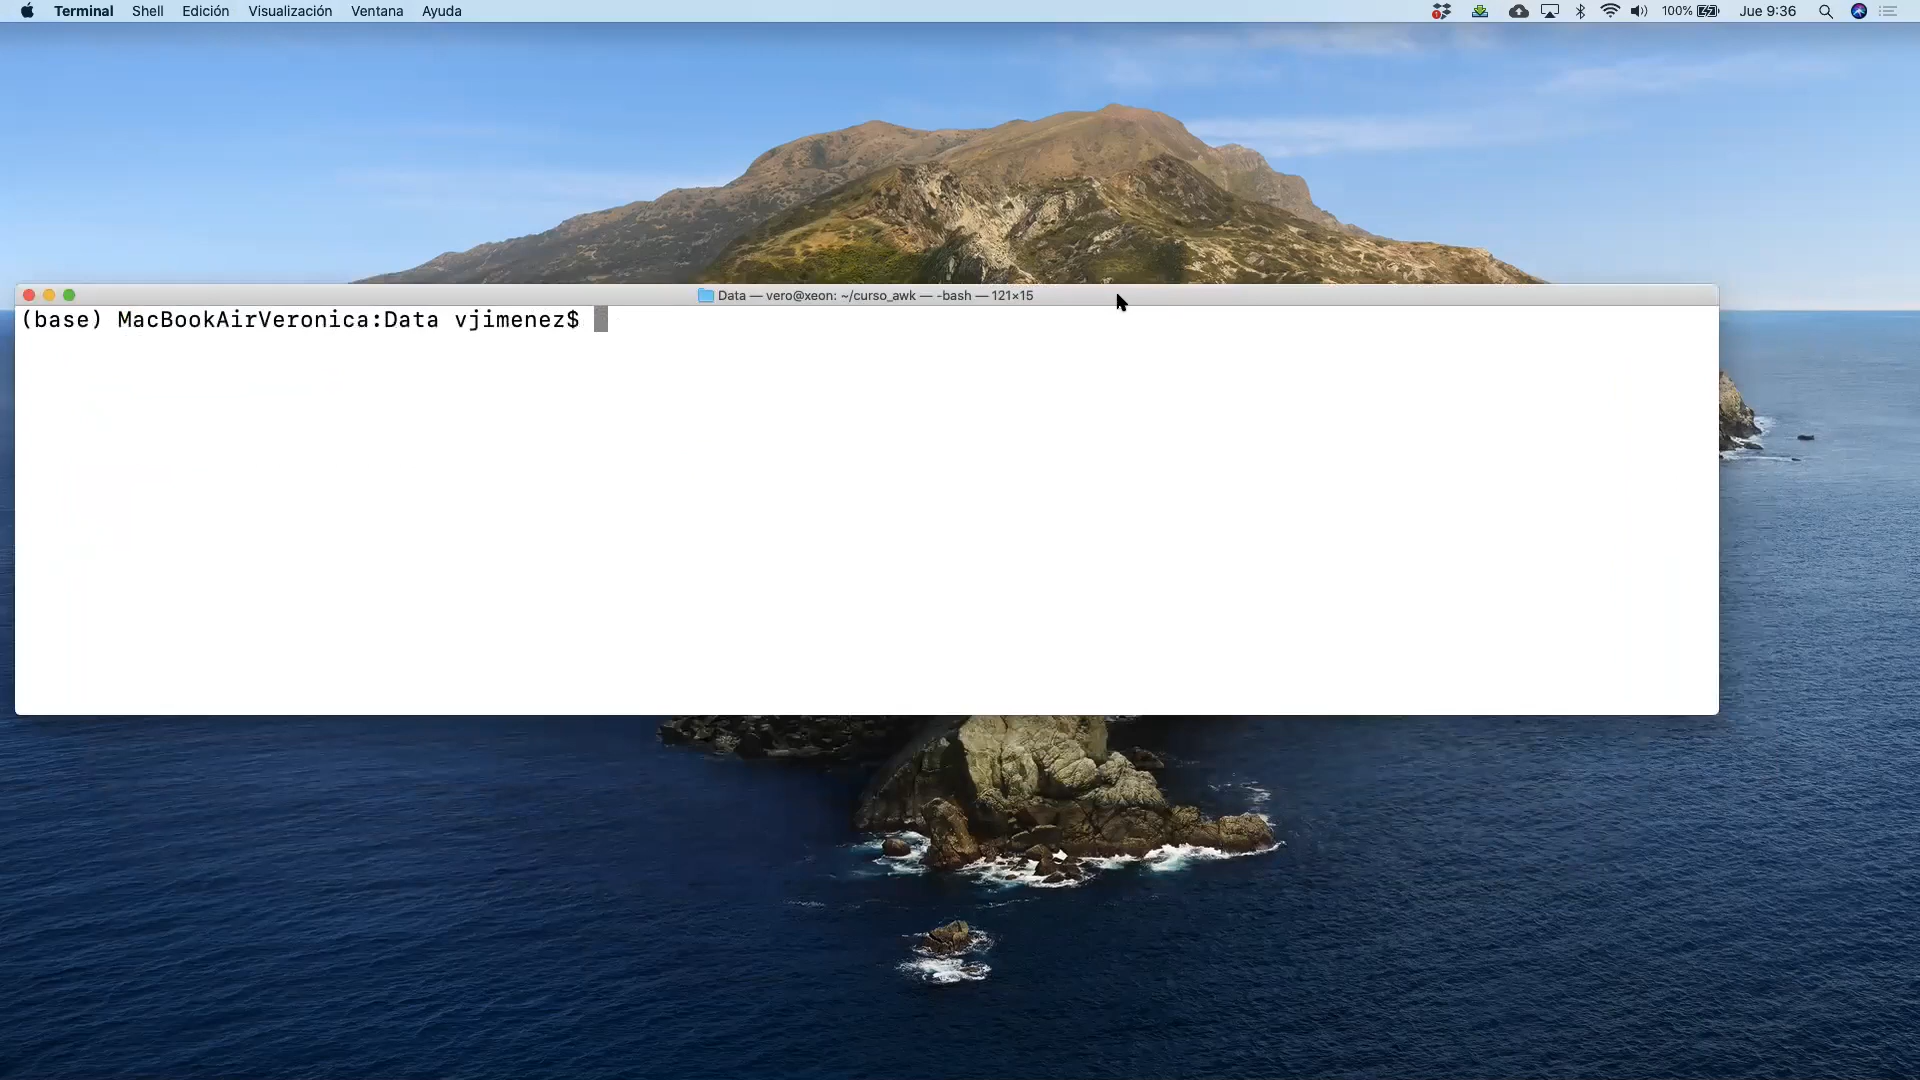 Terminal Shell Edición Visualización Ventana Ayuda 100% Jue 9:36
Data — vero@xeon: ~/curso_awk — -bash — 121×15
(base) MacBookAirVeronica:Data vjimenez$